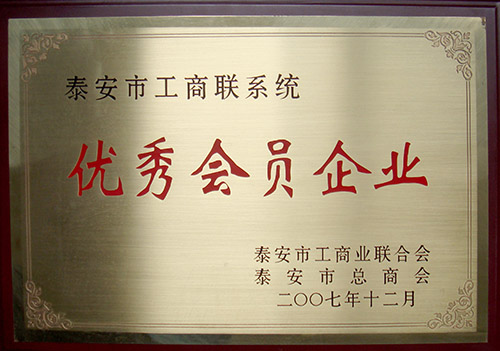 泰安市工商联系统
优秀会员企业
泰安市工商业联合会
泰安市总商会
二〇〇七年十二月